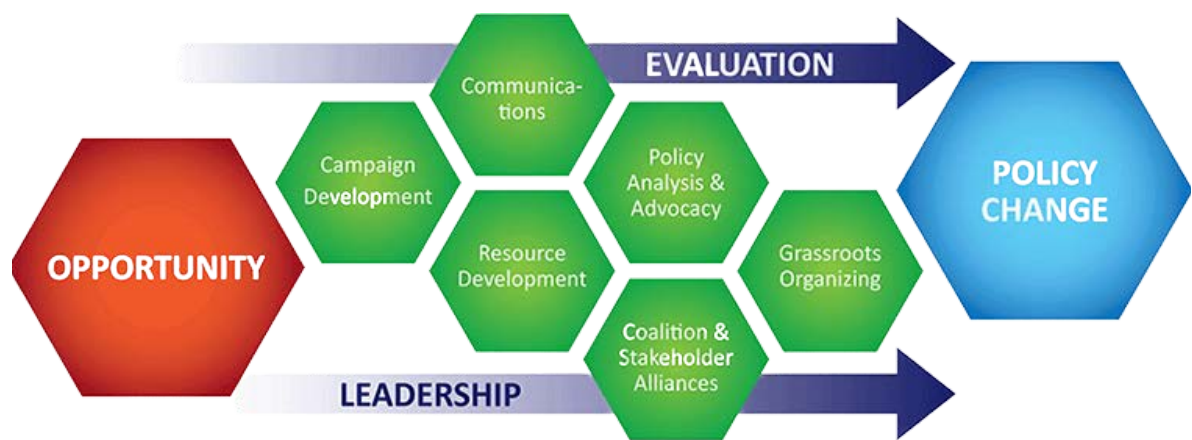 EVALUATION
Communica-
tions
Campaign
Development
Policy
Analysis &
Advocacy
POLICY
CHANGE
OPPORTUNITY
Resource
Development
Grassroots
Organizing
Coalition &
Stakeholder
Alliances
LEADERSHIP